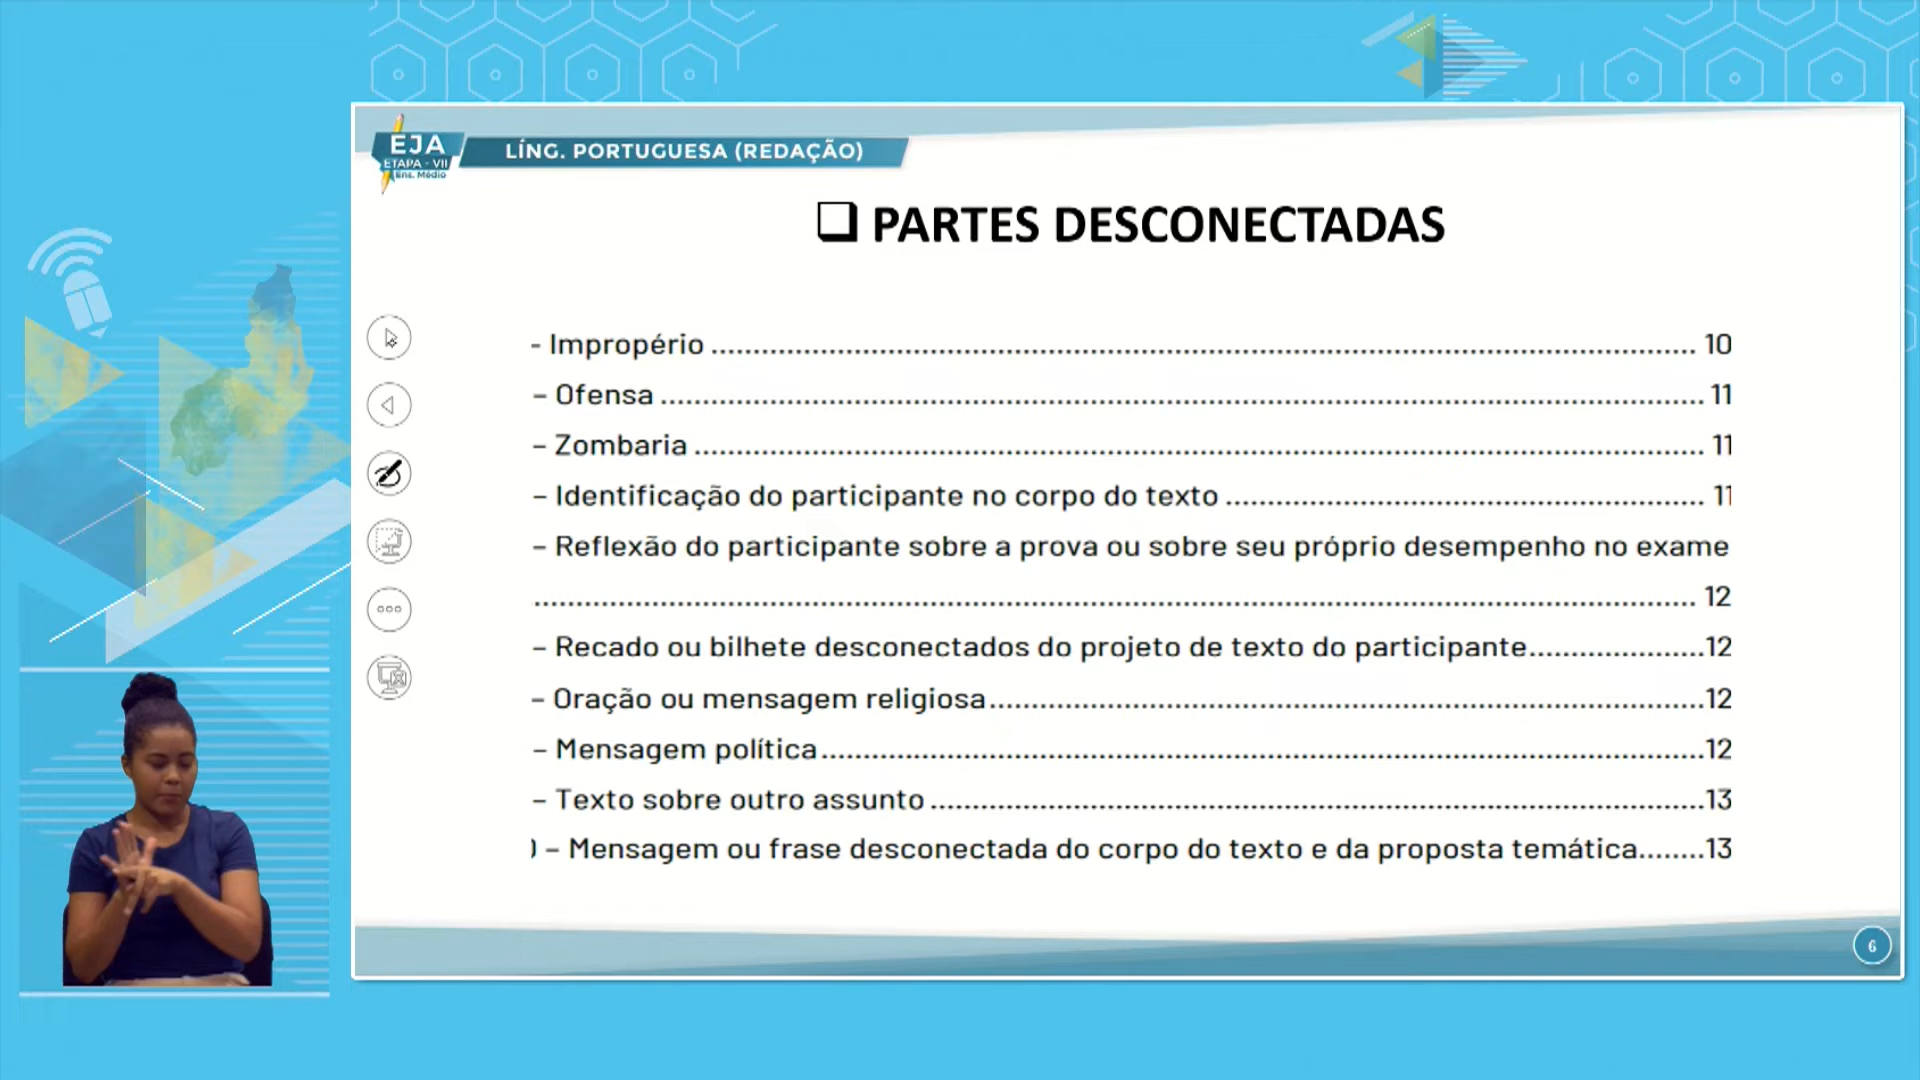 EJA
ETAPA - VII
Ens. Médio
LÍNG. PORTUGUESA (REDAÇÃO)
❑ PARTES DESCONECTADAS
- Impropério ........................................................................................................................ 10
– Ofensa ............................................................................................................................... 11
– Zombaria ........................................................................................................................... 11
– Identificação do participante no corpo do texto .......................................................... 11
– Reflexão do participante sobre a prova ou sobre seu próprio desempenho no exame
............................................................................................................................................. 12
– Recado ou bilhete desconectados do projeto de texto do participante.....................12
– Oração ou mensagem religiosa.......................................................................................12
– Mensagem política...........................................................................................................12
– Texto sobre outro assunto ..............................................................................................13
– Mensagem ou frase desconectada do corpo do texto e da proposta temática........13
6